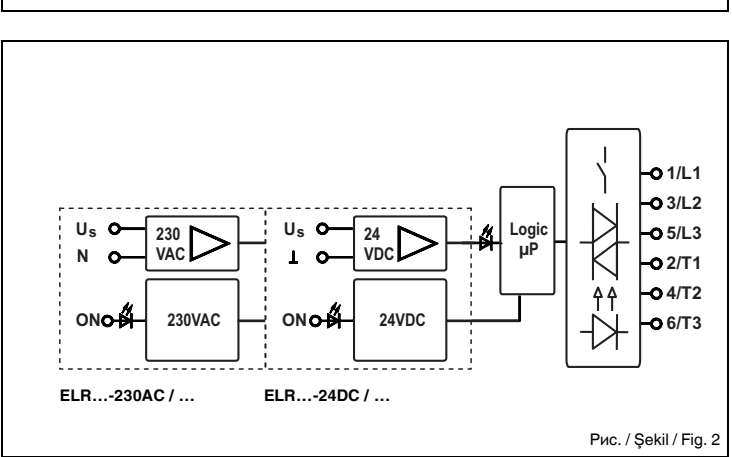 1/L1
3/L2
5/L3
2/T1
4/T2
6/T3
Us
N
230
VAC
Us
⊥
24
VDC
Logic
µP
ON
230VAC
ON
24VDC
ELR…-230AC / …
ELR…-24DC / …
Рис. / Şekil / Fig. 2